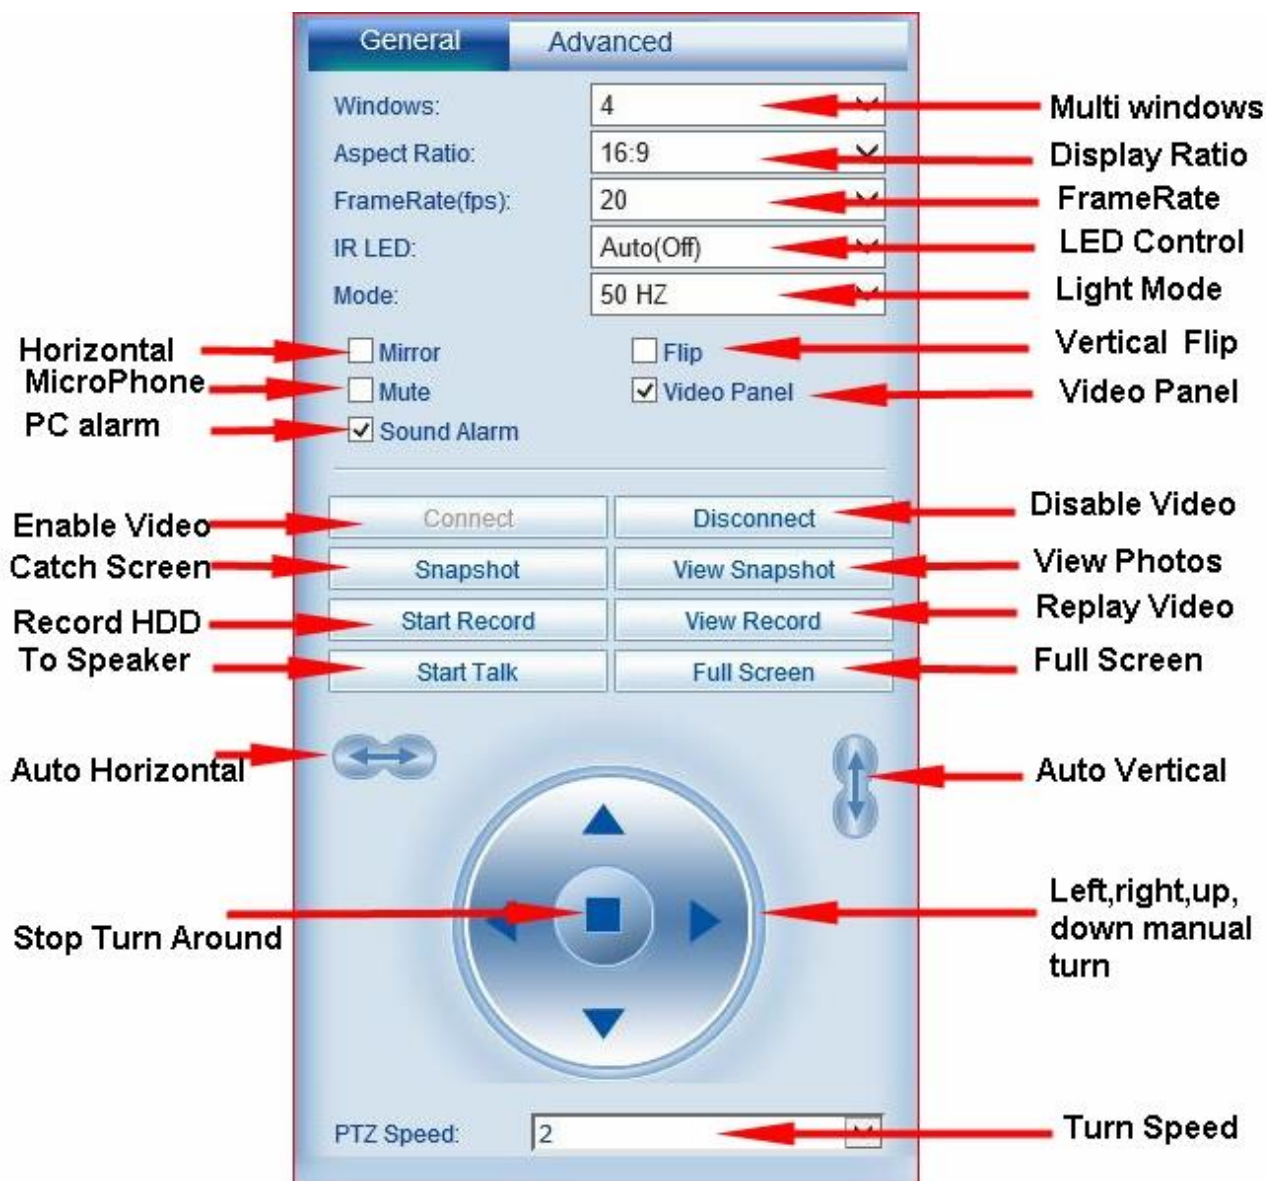 General Advanced
Windows: 4 Multi windows
Aspect Ratio: 16:9 Display Ratio
FrameRate(fps): 20 FrameRate
IR LED: Auto(Off) LED Control
Mode: 50 HZ Light Mode
Horizontal Mirror Flip Vertical Flip
MicroPhone Mute Video Panel Video Panel
PC alarm Sound Alarm
Enable Video Connect Disconnect Disable Video
Catch Screen Snapshot View Snapshot View Photos
Record HDD Start Record View Record Replay Video
To Speaker Start Talk Full Screen Full Screen
Auto Horizontal Auto Vertical
Stop Turn Around
Left,right,up,
down manual
turn
PTZ Speed: 2 Turn Speed